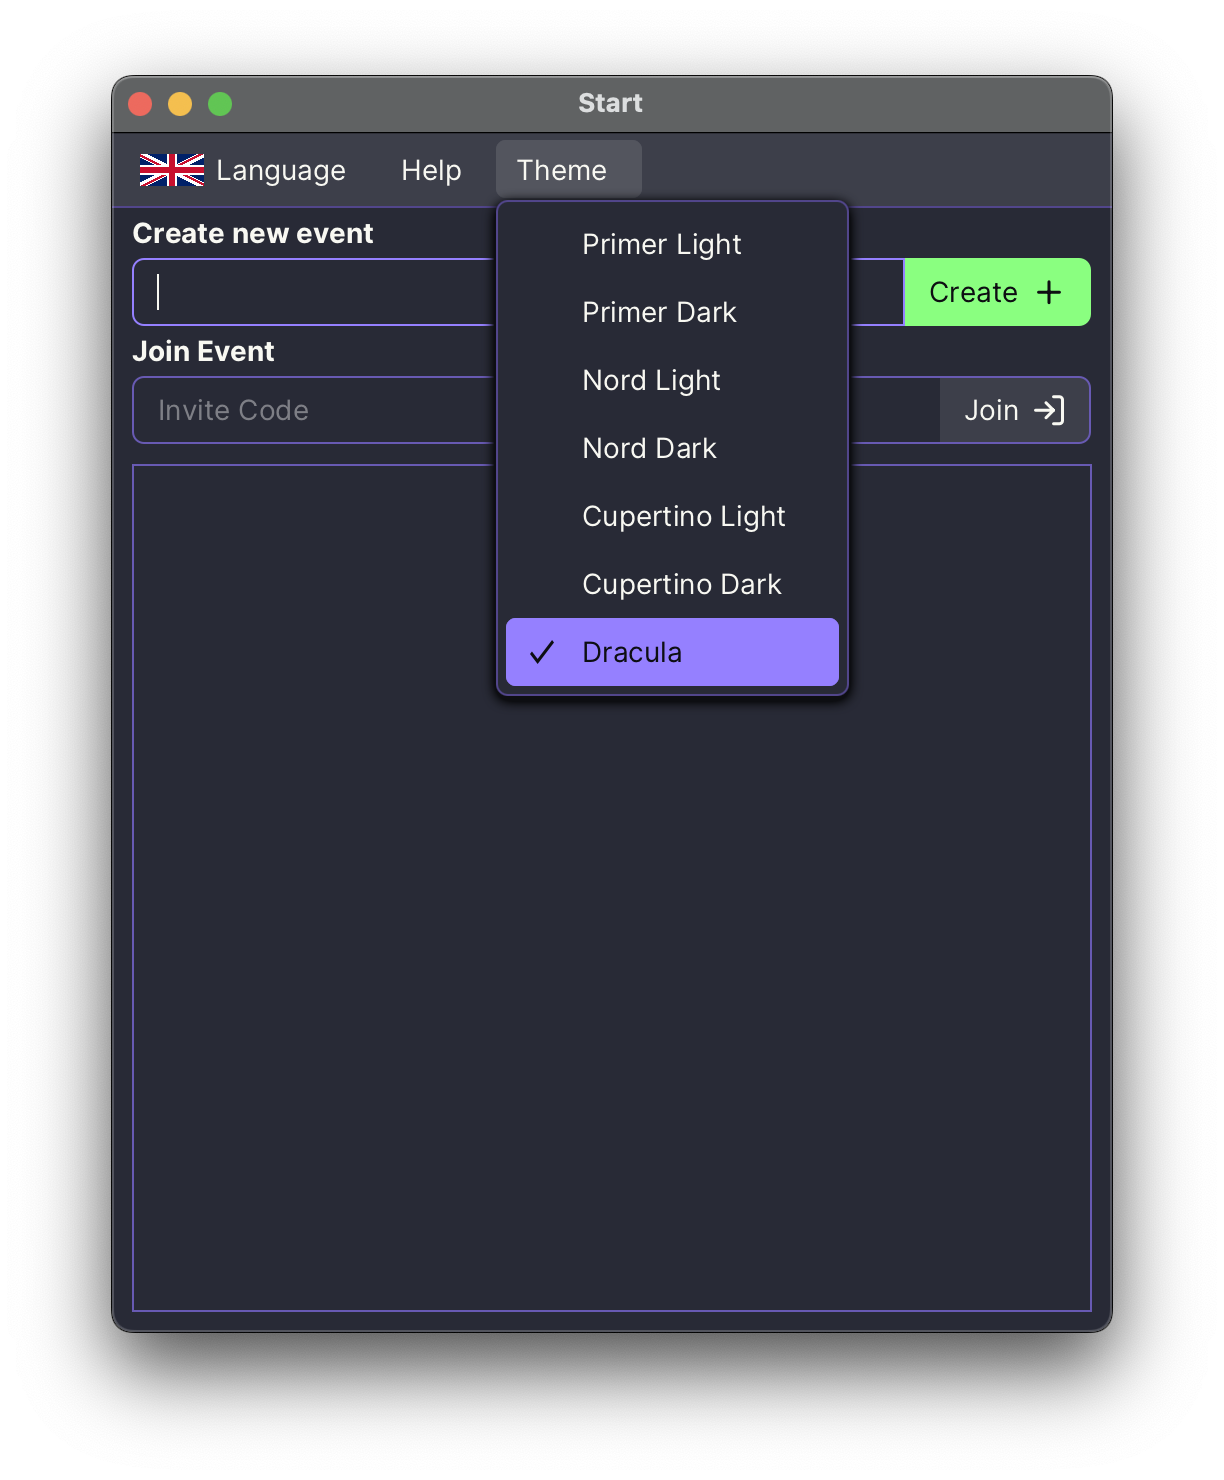 Start
Language Help Theme
Create new event
Create
Join Event
Invite Code
Join
Primer Light
Primer Dark
Nord Light
Nord Dark
Cupertino Light
Cupertino Dark
Dracula